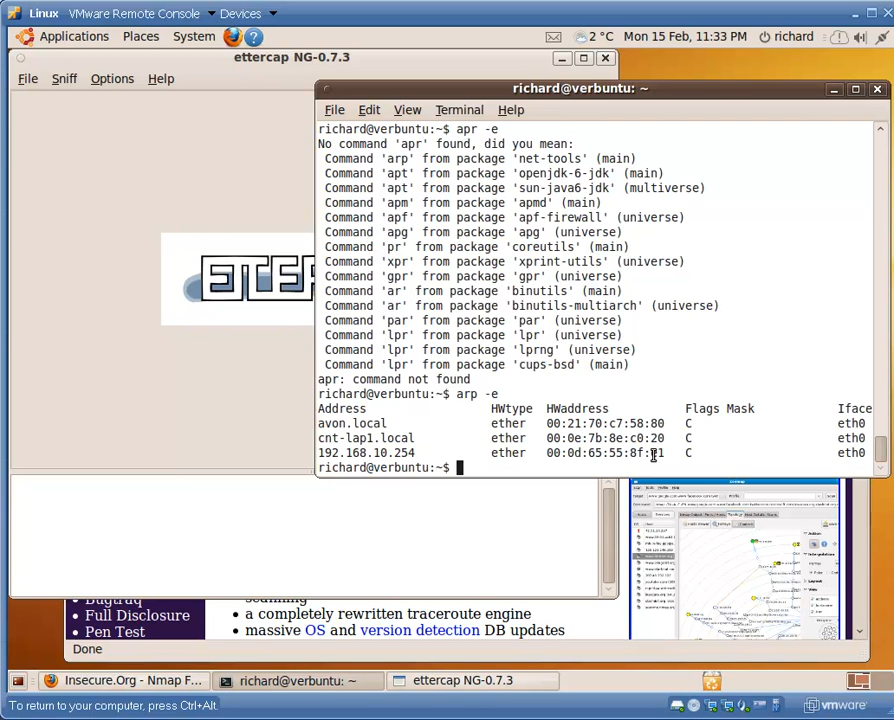 Linux VMware Remote Console Devices
Applications Places System 2 °C Mon 15 Feb, 11:33 PM richard
ettercap NG-0.7.3
File Sniff Options Help
richard@verbuntu: ~
File Edit View Terminal Help
richard@verbuntu:~$ apr -e
No command 'apr' found, did you mean:
Command 'arp' from package 'net-tools' (main)
Command 'apt' from package 'openjdk-6-jdk' (main)
Command 'apt' from package 'sun-java6-jdk' (multiverse)
Command 'apm' from package 'apmd' (main)
Command 'apf' from package 'apf-firewall' (universe)
Command 'apg' from package 'apg' (universe)
Command 'pr' from package 'coreutils' (main)
Command 'xpr' from package 'xprint-utils' (universe)
Command 'gpr' from package 'gpr' (universe)
Command 'ar' from package 'binutils' (main)
Command 'ar' from package 'binutils-multiarch' (universe)
Command 'par' from package 'par' (universe)
Command 'lpr' from package 'lpr' (universe)
Command 'lpr' from package 'lprng' (universe)
Command 'lpr' from package 'cups-bsd' (main)
apr: command not found
richard@verbuntu:~$ arp -e
Address HWtype HWaddress Flags Mask Iface
avon.local ether 00:21:70:c7:58:80 C eth0
cnt-lap1.local ether 00:0e:7b:8e:c0:20 C eth0
192.168.10.254 ether C eth0
richard@verbuntu:~$
Bugtraq scanning
Full Disclosure • a completely rewritten traceroute engine
Pen Test • massive OS and version detection DB updates
Done
Insecure.Org - Nmap F... richard@verbuntu: ~ ettercap NG-0.7.3
To return to your computer, press Ctrl+Alt. vmware